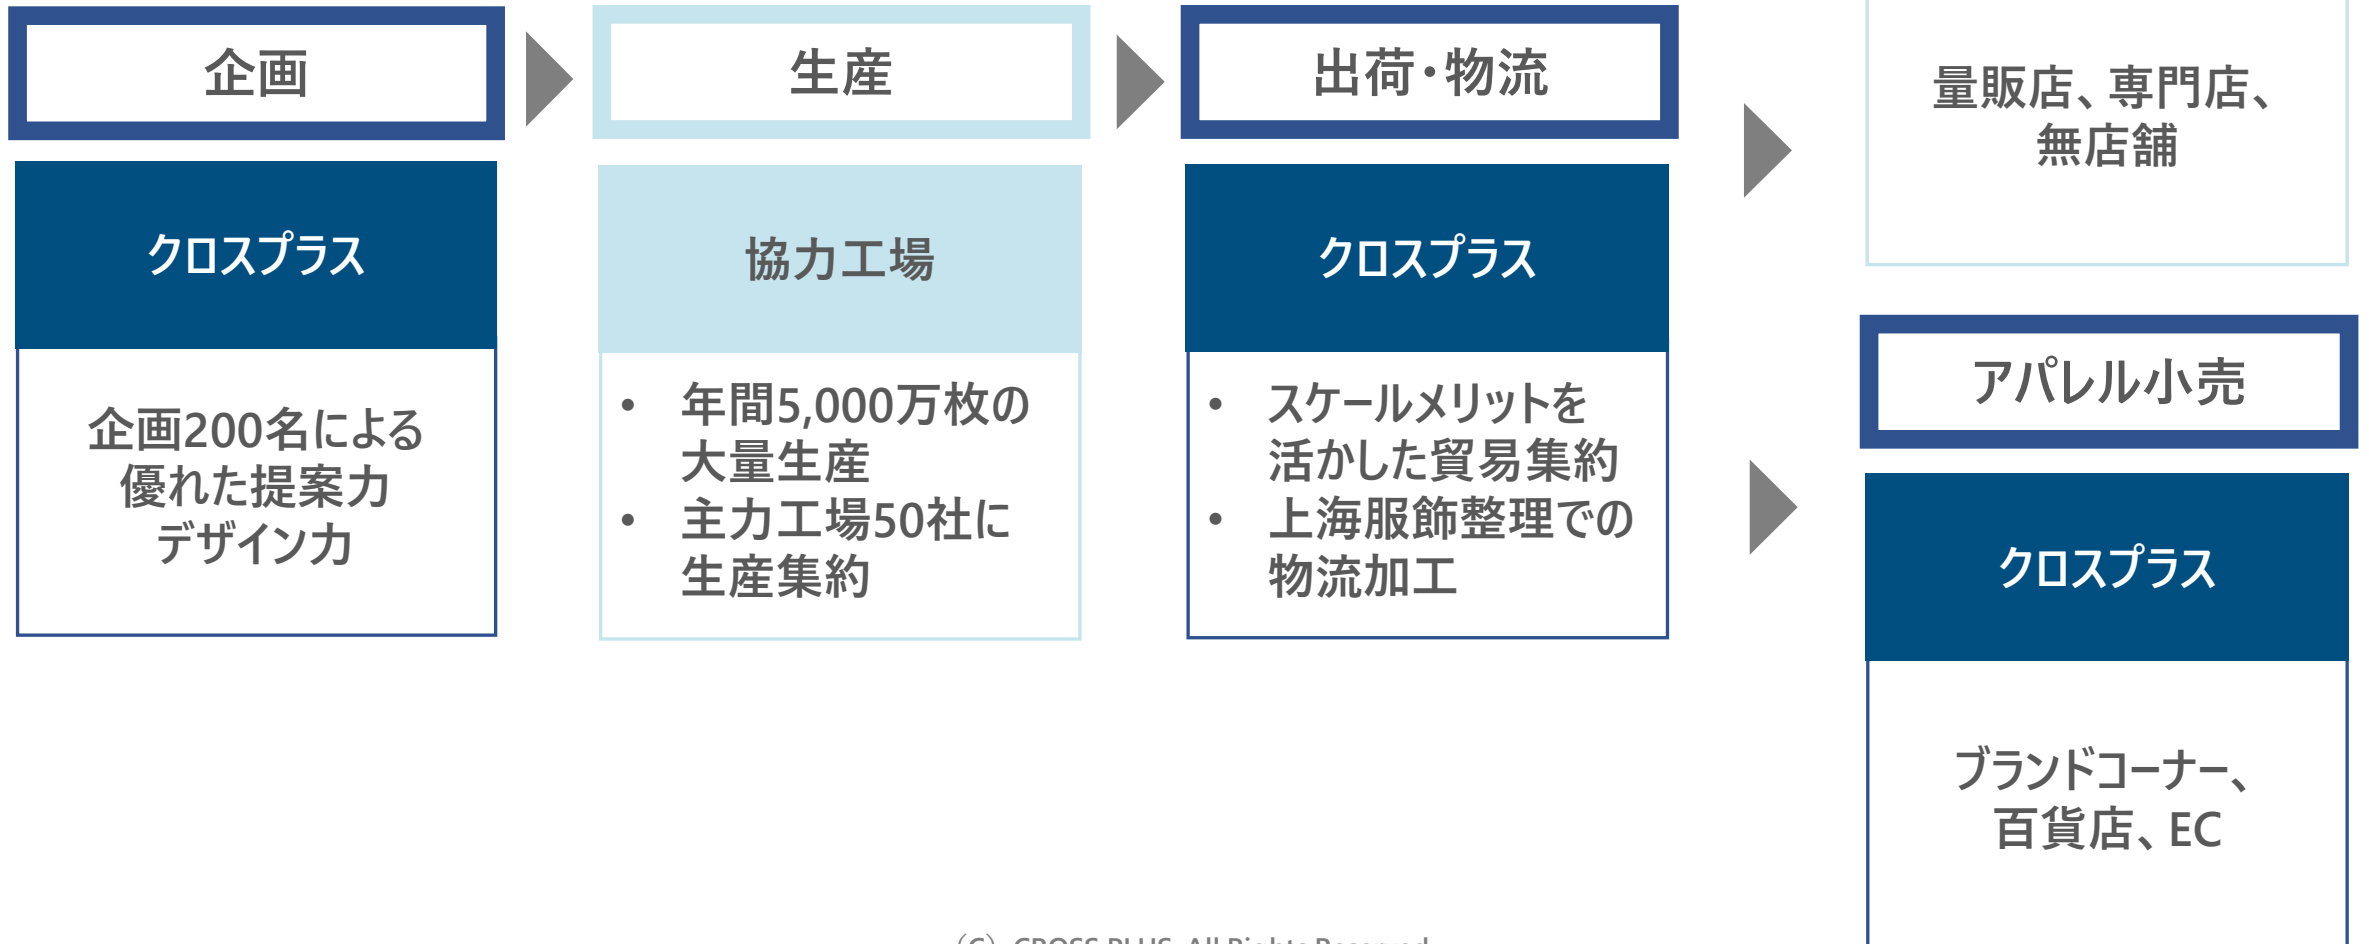 企画
クロスプラス
企画200名による
優れた提案力
デザイン力
生産
協力工場
• 年間5,000万枚の
大量生産
• 主力工場50社に
生産集約
出荷・物流
クロスプラス
• スケールメリットを
活かした貿易集約
• 上海服飾整理での
物流加工
量販店、専門店、
無店舗
アパレル小売
クロスプラス
ブランドコーナー、
百貨店、EC
(C) CROSS PLUS All Rights Reserved